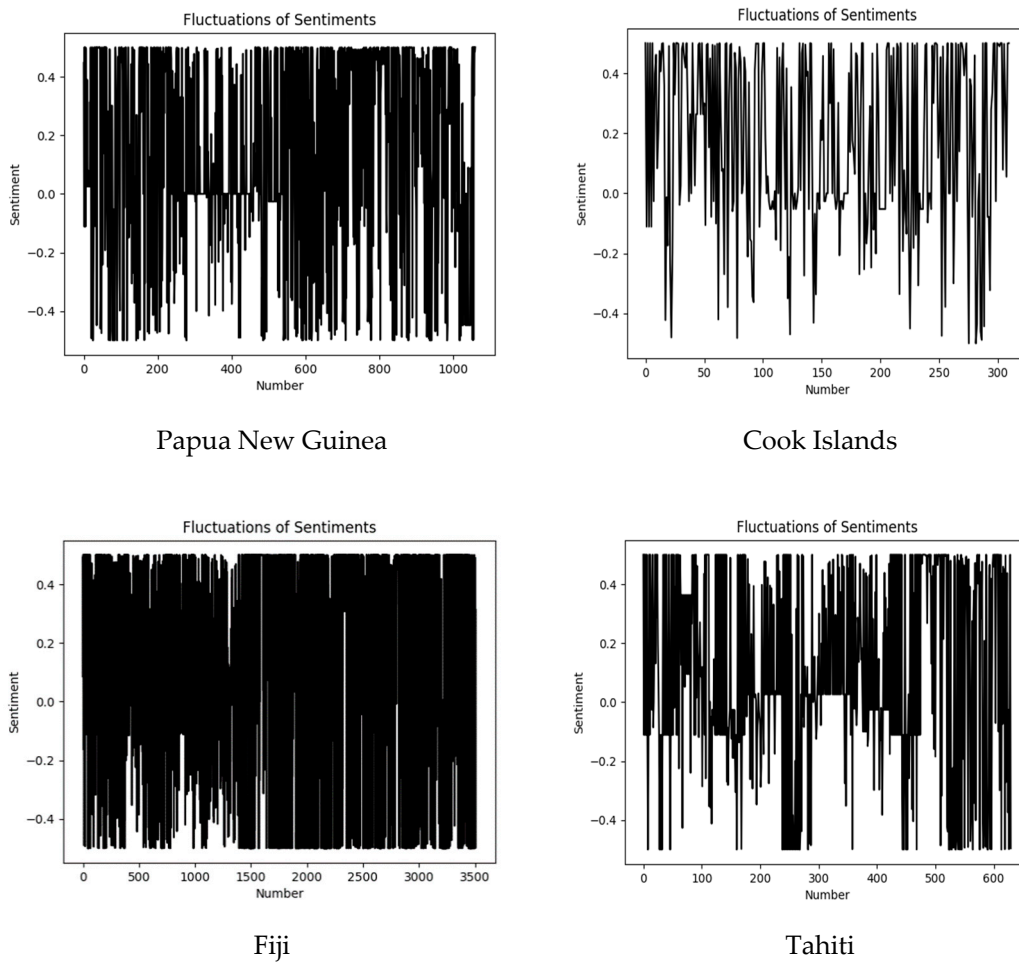 Fluctuations of Sentiments
0.4
0.2
0.0
−0.2
−0.4
Sentiment
0 200 400 600 800 1000
Number
Papua New Guinea
Fluctuations of Sentiments
0.4
0.2
0.0
−0.2
−0.4
Sentiment
0 50 100 150 200 250 300
Number
Cook Islands
Fluctuations of Sentiments
0.4
0.2
0.0
−0.2
−0.4
Sentiment
0 500 1000 1500 2000 2500 3000 3500
Number
Fiji
Fluctuations of Sentiments
0.4
0.2
0.0
−0.2
−0.4
Sentiment
0 100 200 300 400 500 600
Number
Tahiti